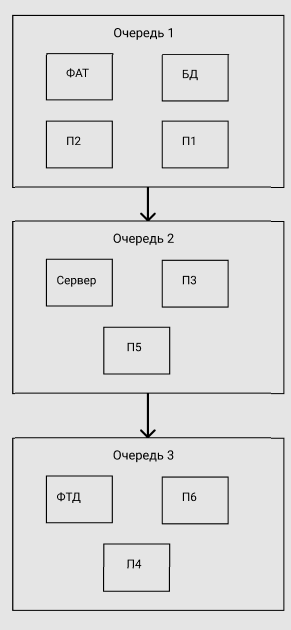 Очередь 1
ФАТ БД
П2 П1
Очередь 2
Сервер П3
П5
Очередь 3
ФТД П6
П4